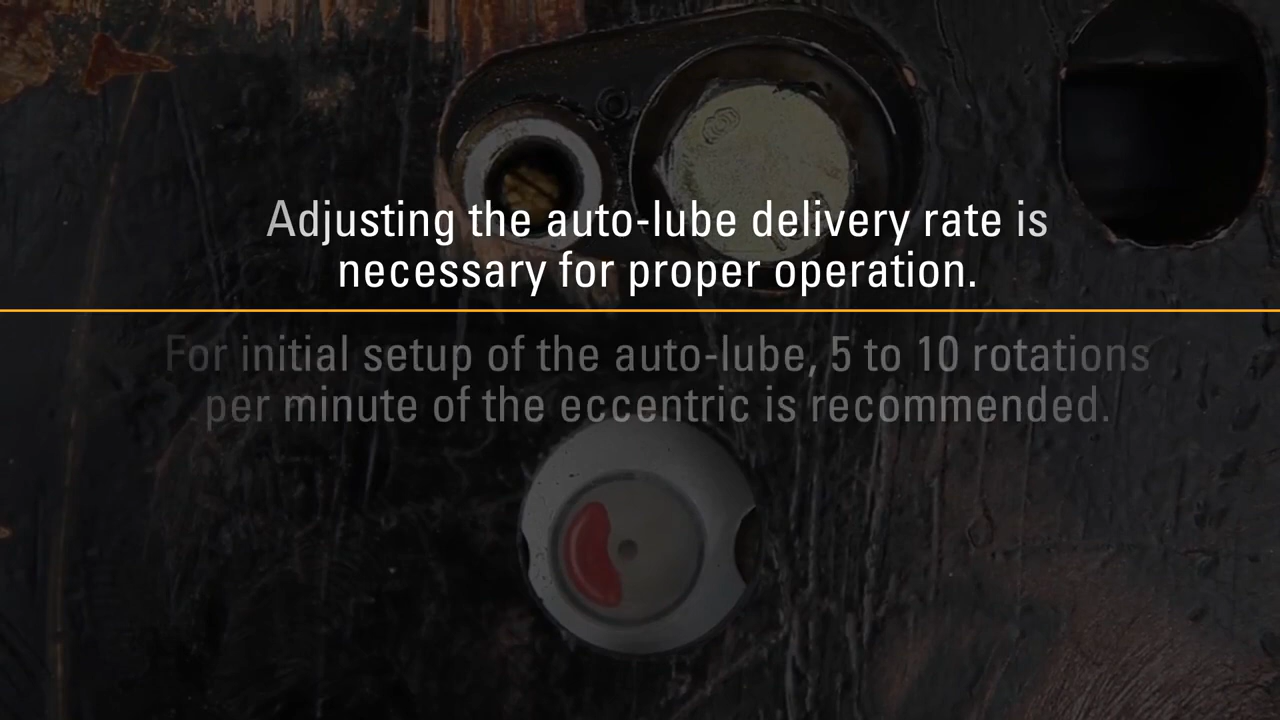 Adjusting the auto-lube delivery rate is
necessary for proper operation.
For initial setup of the auto-lube, 5 to 10 rotations
per minute of the eccentric is recommended.